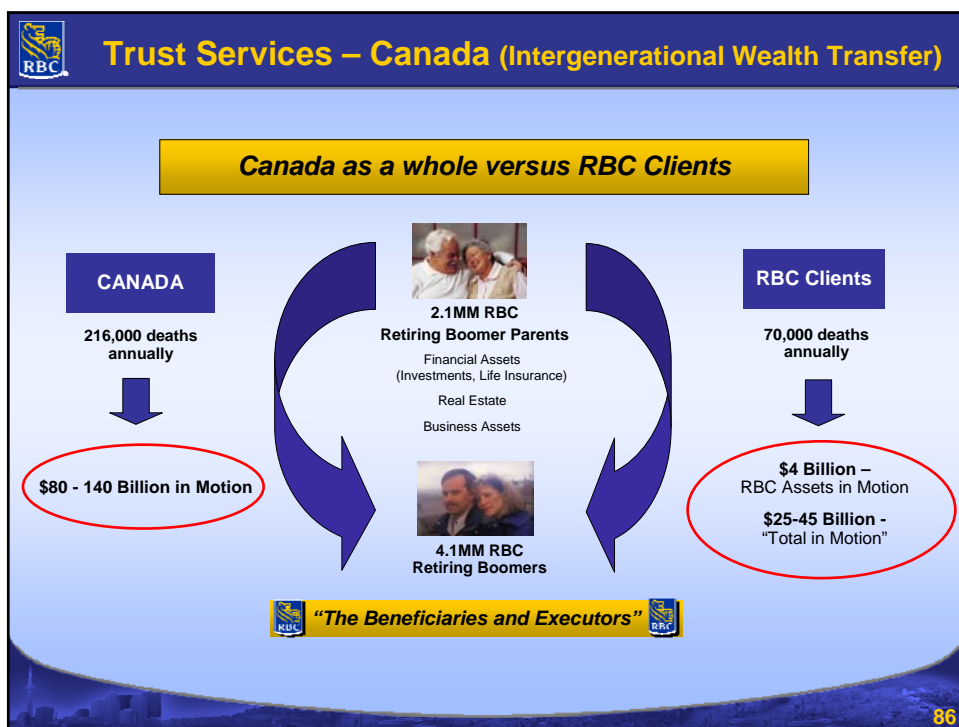 RBC
Trust Services – Canada (Intergenerational Wealth Transfer)
Canada as a whole versus RBC Clients
CANADA
216,000 deaths
annually
$80 - 140 Billion in Motion
2.1MM RBC
Retiring Boomer Parents
Financial Assets
(Investments, Life Insurance)
Real Estate
Business Assets
4.1MM RBC
Retiring Boomers
RBC Clients
70,000 deaths
annually
$4 Billion –
RBC Assets in Motion
$25-45 Billion -
“Total in Motion”
RBC “The Beneficiaries and Executors” RBC
86